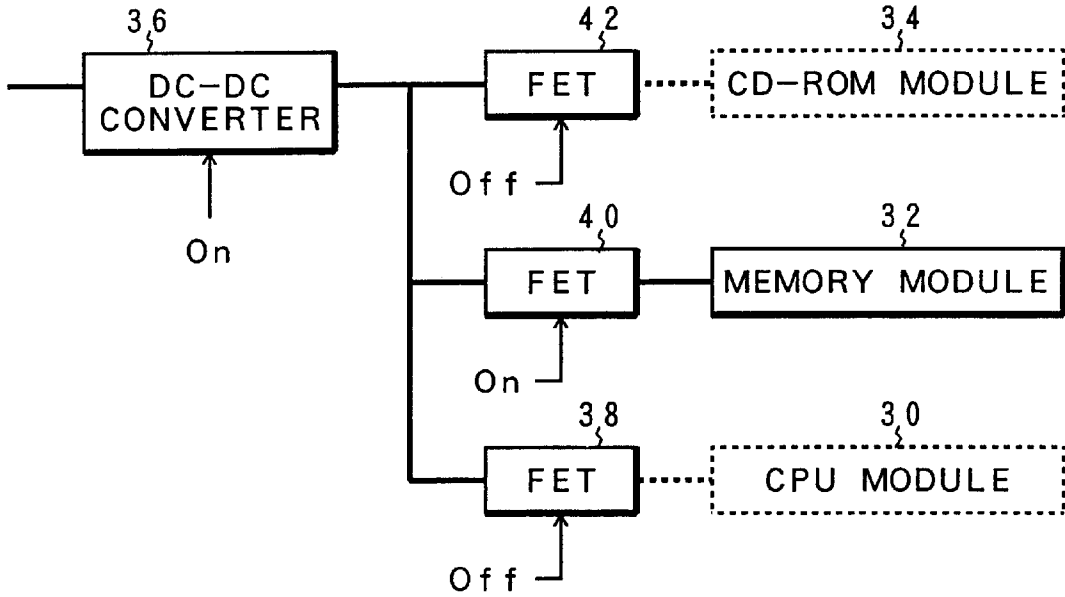 36
DC-DC
CONVERTER
On
42
FET
Off
34
CD-ROM MODULE
40
FET
On
32
MEMORY MODULE
38
FET
Off
30
CPU MODULE